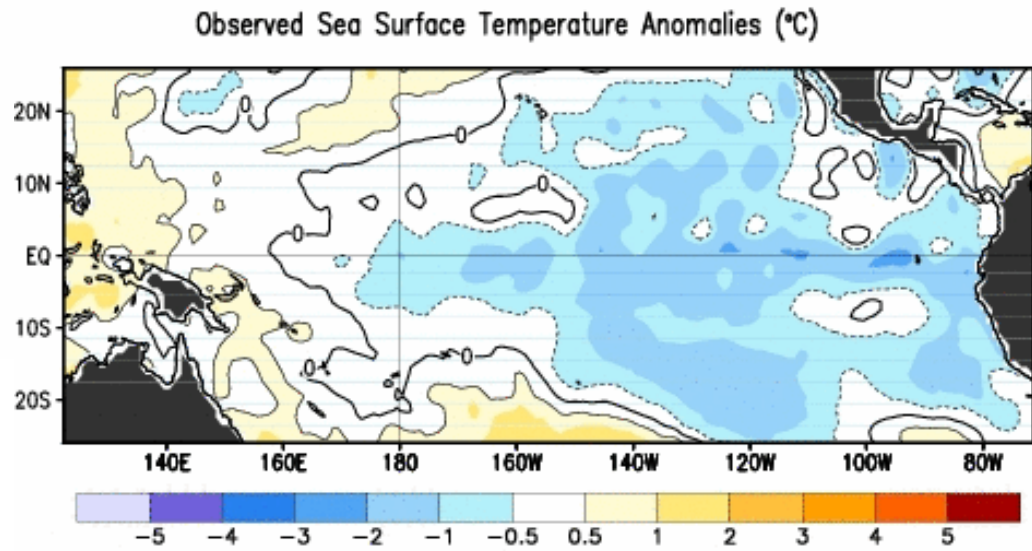 Observed Sea Surface Temperature Anomalies (°C)
20N
0
0
10N
0
0
EQ
10S
0
0
20S
140E 160E 180 160W 140W 120W 100W 80W
-5 -4 -3 -2 -1 -0.5 0.5 1 2 3 4 5